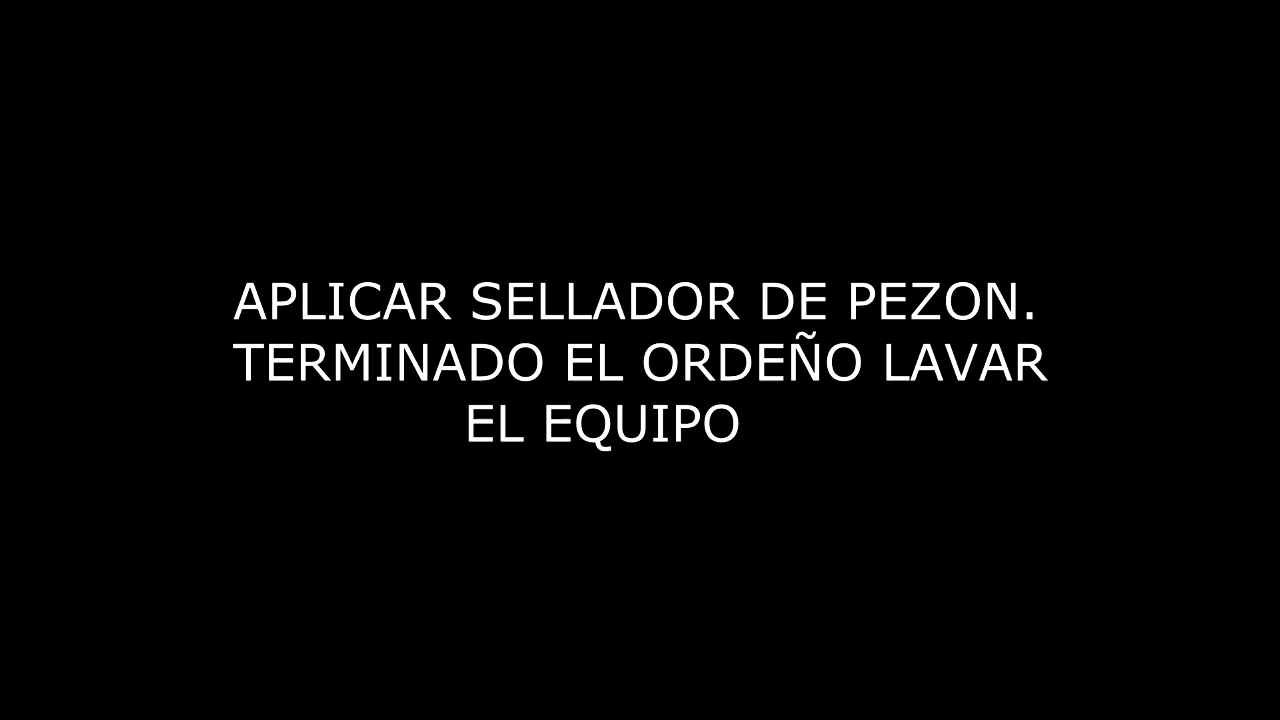 APLICAR SELLADOR DE PEZON.
TERMINADO EL ORDEÑO LAVAR
EL EQUIPO